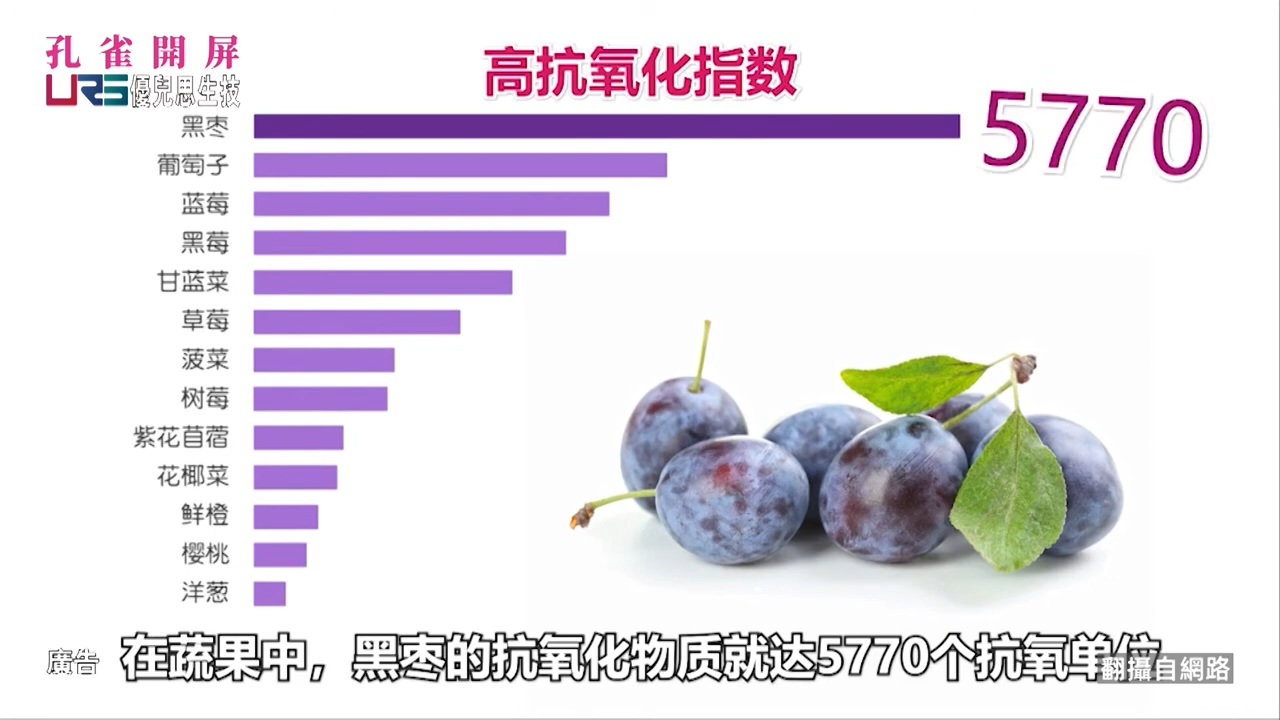 孔雀開屏
URS優兒思生技
高抗氧化指数
黑枣
5770
葡萄子
蓝莓
黑莓
甘蓝菜
草莓
菠菜
树莓
紫花苜蓿
花椰菜
鲜橙
樱桃
洋葱
廣告
在蔬果中，黑枣的抗氧化物质就达5770个抗氧单位
翻攝自網路